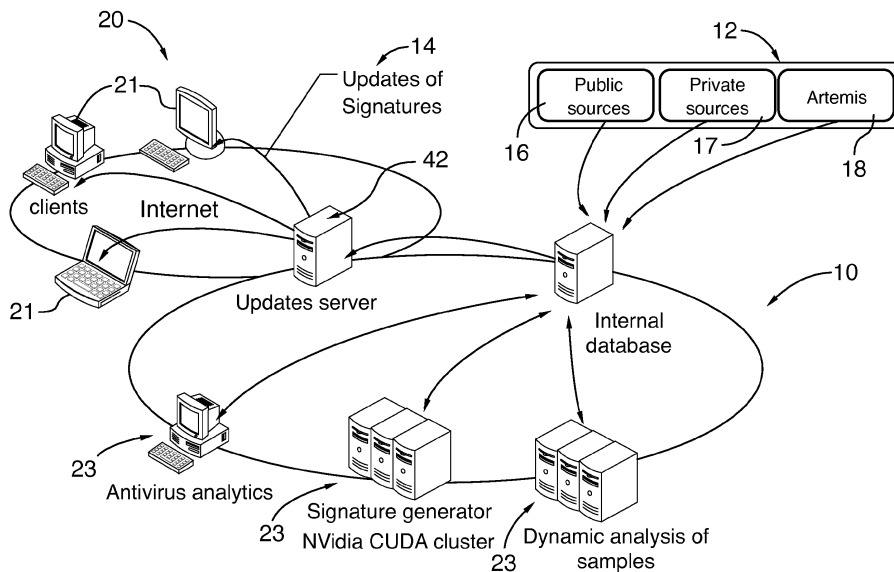 20
14
12
21
Updates of
Signatures
Public
sources
Private
sources
Artemis
16
17
18
42
clients
Internet
21
Updates server
10
Internal
database
23
Antivirus analytics
23
Signature generator
NVidia CUDA cluster
23
Dynamic analysis of
samples